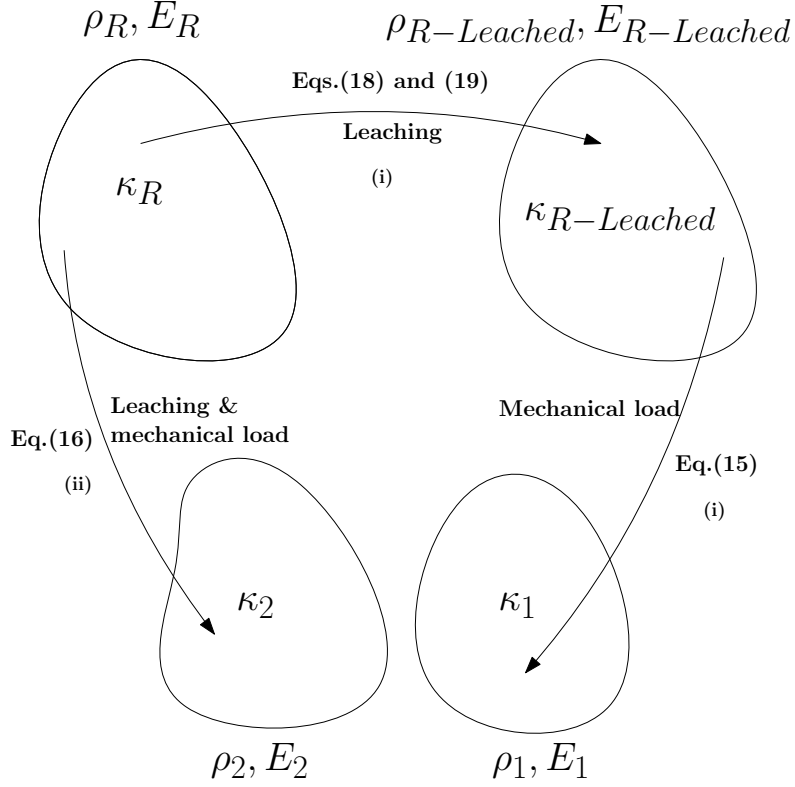 ρ_R, E_R
ρ_{R−Leached}, E_{R−Leached}
Eqs.(18) and (19)
Leaching
(i)
κ_R
κ_{R−Leached}
Leaching &
mechanical load
Eq.(16)
(ii)
Mechanical load
Eq.(15)
(i)
κ_2
κ_1
ρ_2, E_2
ρ_1, E_1